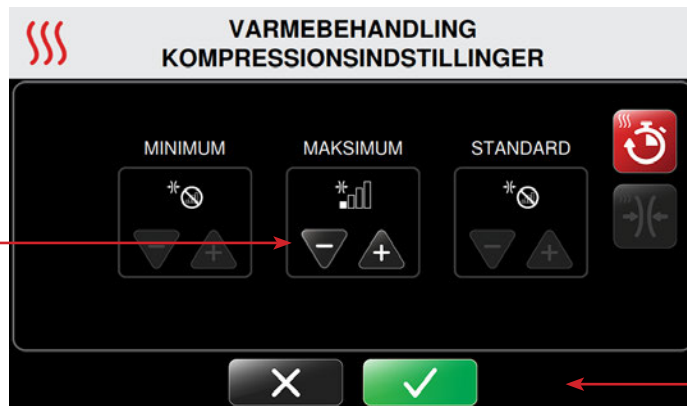 VARMEBEHANDLING
KOMPRESSIONSINDSTILLINGER
MINIMUM MAKSIMUM STANDARD